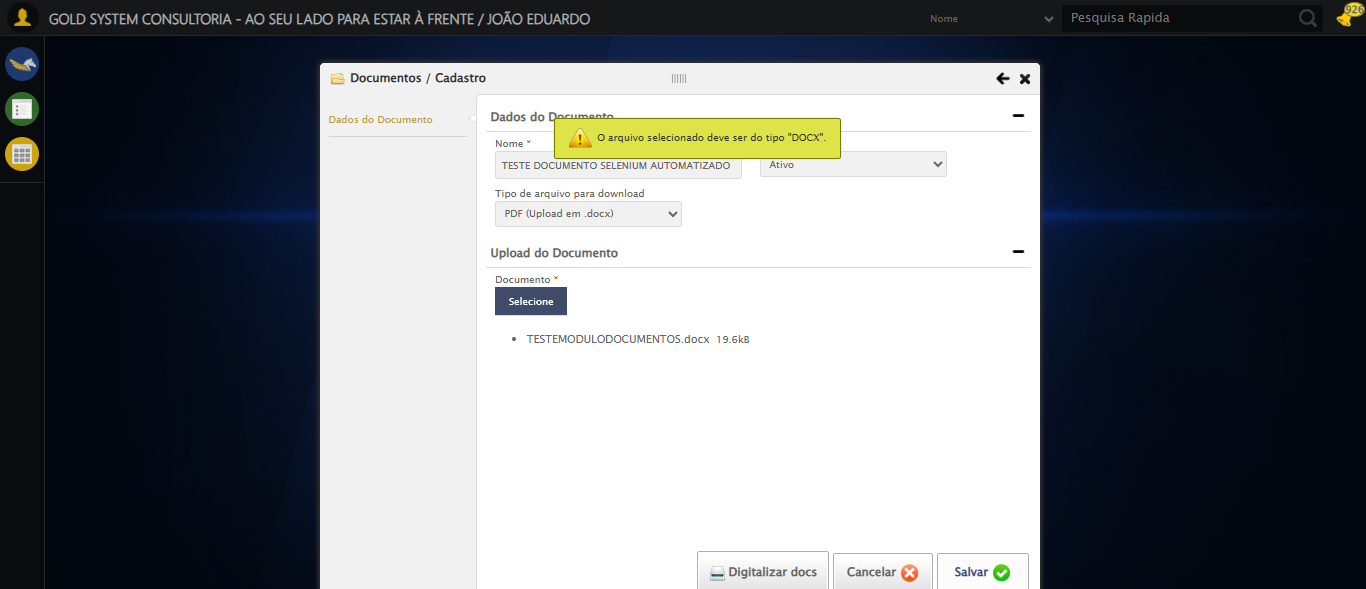 GOLD SYSTEM CONSULTORIA - AO SEU LADO PARA ESTAR À FRENTE / JOÃO EDUARDO
Nome
Pesquisa Rapida
926
Documentos / Cadastro
Dados do Documento
Dados do Documento
O arquivo selecionado deve ser do tipo "DOCX".
Nome *
TESTE DOCUMENTO SELENIUM AUTOMATIZADO
Ativo
Tipo de arquivo para download
PDF (Upload em .docx)
Upload do Documento
Documento *
Selecione
• TESTEMODULODOCUMENTOS.docx 19.6kB
Digitalizar docs
Cancelar
Salvar